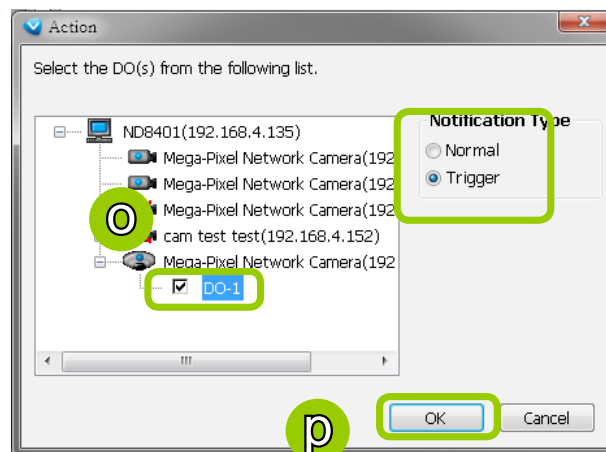 Action
Select the DO(s) from the following list.
ND8401(192.168.4.135)
Mega-Pixel Network Camera(192
Mega-Pixel Network Camera(192
Mega-Pixel Network Camera(192
cam test test(192.168.4.152)
Mega-Pixel Network Camera(192
DO-1
Notification Type
Normal
Trigger
o
OK
Cancel
p